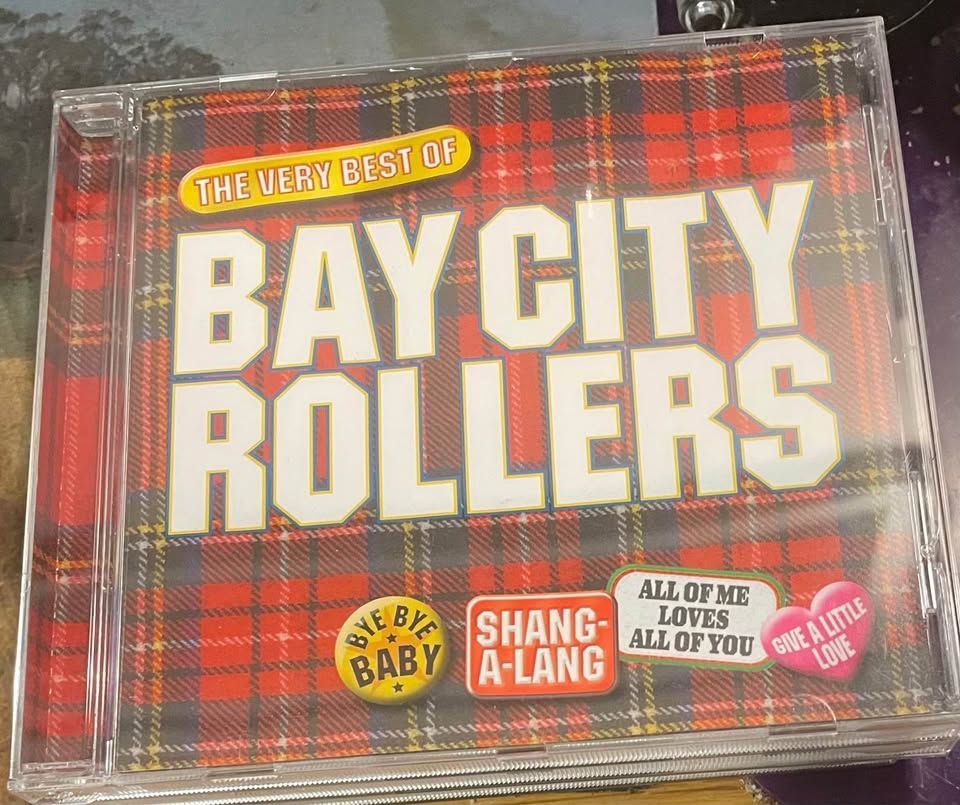 THE VERY BEST OF
BAY CITY
ROLLERS
BYE BYE
BABY
SHANG-
A-LANG
ALL OF ME
LOVES
ALL OF YOU
GIVE A LITTLE
LOVE